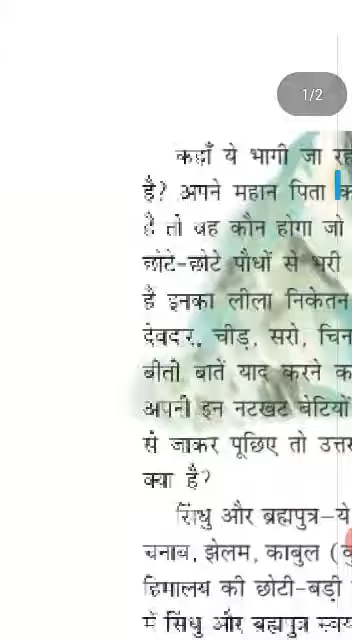 1/2
कहाँ ये भागी जा रह
हैं? अपने महान पिता क
है तो वह कौन होगा जो
छोटे-छोटे पौधों से भरी
हैं इनका लीला निकेतन
देवदार, चीड़, सरो, चिन
बीती बातें याद करने क
अपनी इन नटखट बेटियों
से जाकर पूछिए तो उत्त
क्या है?
सिंधु और ब्रह्मपुत्र–ये
चनाब, झेलम, काबुल (
हिमालय की छोटी-बड़ी
में सिंधु और ब्रह्मपुत्र स्वय